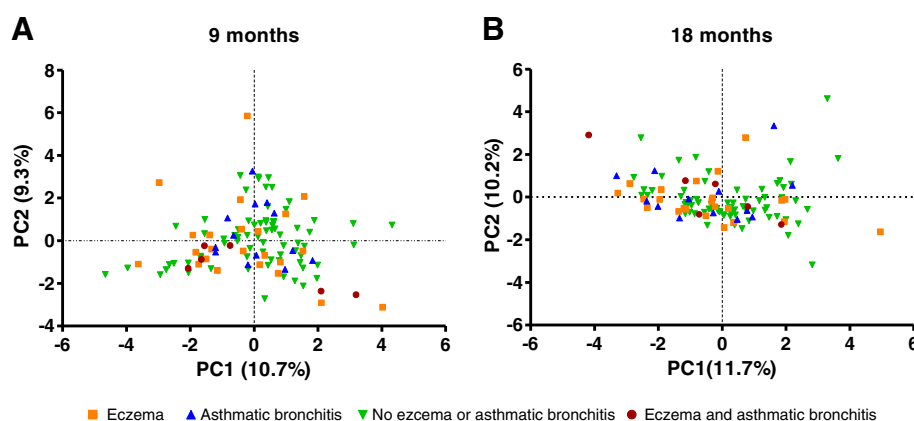 A
9 months
B
18 months
8
6
4
2
0
-2
-4
-6
-4
-2
0
2
4
6
PC2 (9.3%)
PC1 (10.7%)
6
4
2
0
-2
-4
-6
-6
-4
-2
0
2
4
6
PC2 (10.2%)
PC1(11.7%)
Eczema
Asthmatic bronchitis
No ezcema or asthmatic bronchitis
Eczema and asthmatic bronchitis